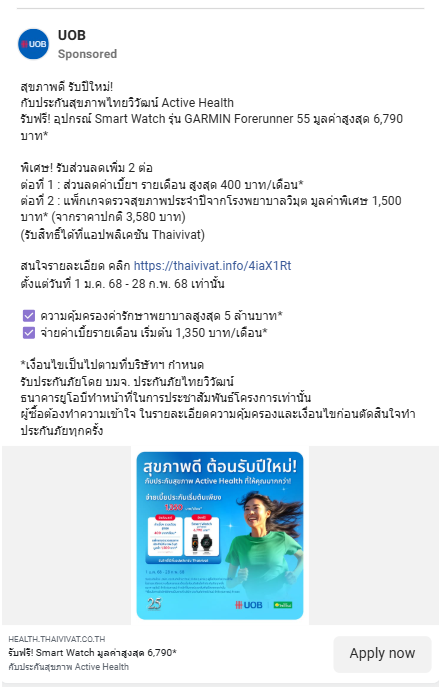 UOB
UOB
Sponsored
สุขภาพดี รับปีใหม่!
กับประกันสุขภาพไทยวิวัฒน์ Active Health
รับฟรี! อุปกรณ์ Smart Watch รุ่น GARMIN Forerunner 55 มูลค่าสูงสุด 6,790
บาท*
พิเศษ! รับส่วนลดเพิ่ม 2 ต่อ
ต่อที่ 1 : ส่วนลดค่าเบี้ยฯ รายเดือน สูงสุด 400 บาท/เดือน*
ต่อที่ 2 : แพ็กเกจตรวจสุขภาพประจำปีจากโรงพยาบาลวิมุต มูลค่าพิเศษ 1,500
บาท* (จากราคาปกติ 3,580 บาท)
(รับสิทธิ์ได้ที่แอปพลิเคชัน Thaivivat)
สนใจรายละเอียด คลิก https://thaivivat.info/4iaX1Rt
ตั้งแต่วันที่ 1 ม.ค. 68 - 28 ก.พ. 68 เท่านั้น
ความคุ้มครองค่ารักษาพยาบาลสูงสุด 5 ล้านบาท*
จ่ายค่าเบี้ยรายเดือน เริ่มต้น 1,350 บาท/เดือน*
*เงื่อนไขเป็นไปตามที่บริษัทฯ กำหนด
รับประกันภัยโดย บมจ. ประกันภัยไทยวิวัฒน์
ธนาคารยูโอบีทำหน้าที่ในการประชาสัมพันธ์โครงการเท่านั้น
ผู้ซื้อต้องทำความเข้าใจ ในรายละเอียดความคุ้มครองและเงื่อนไขก่อนตัดสินใจทำ
ประกันภัยทุกครั้ง
สุขภาพดี ต้อนรับปีใหม่!
กับประกันสุขภาพ Active Health ที่ให้คุณมากกว่า!
จ่ายเบี้ยประกันเริ่มต้นเพียง
25
UOB
HEALTH.THAIVIVAT.CO.TH
รับฟรี! Smart Watch มูลค่าสูงสุด 6,790*
กับประกันสุขภาพ Active Health
Apply now